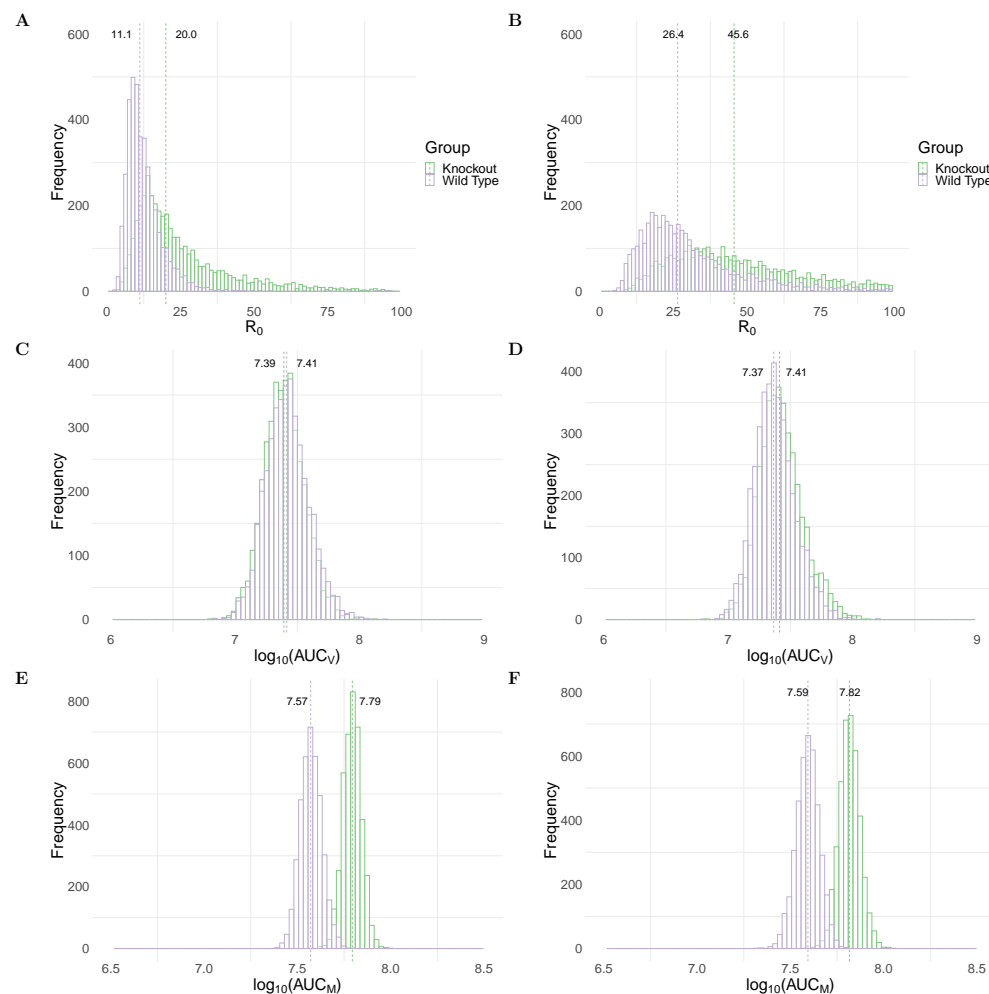 A
600
400
200
0
Frequency
11.1
20.0
0
25
50
75
100
R0
Group
Knockout
Wild Type
B
600
400
200
0
Frequency
26.4
45.6
0
25
50
75
100
R0
Group
Knockout
Wild Type
C
400
300
200
100
0
Frequency
7.39
7.41
6
7
8
9
log10(AUCV)
D
400
300
200
100
0
Frequency
7.37
7.41
6
7
8
9
log10(AUCV)
E
800
600
400
200
0
Frequency
7.57
7.79
6.5
7.0
7.5
8.0
8.5
log10(AUCM)
F
800
600
400
200
0
Frequency
7.59
7.82
6.5
7.0
7.5
8.0
8.5
log10(AUCM)